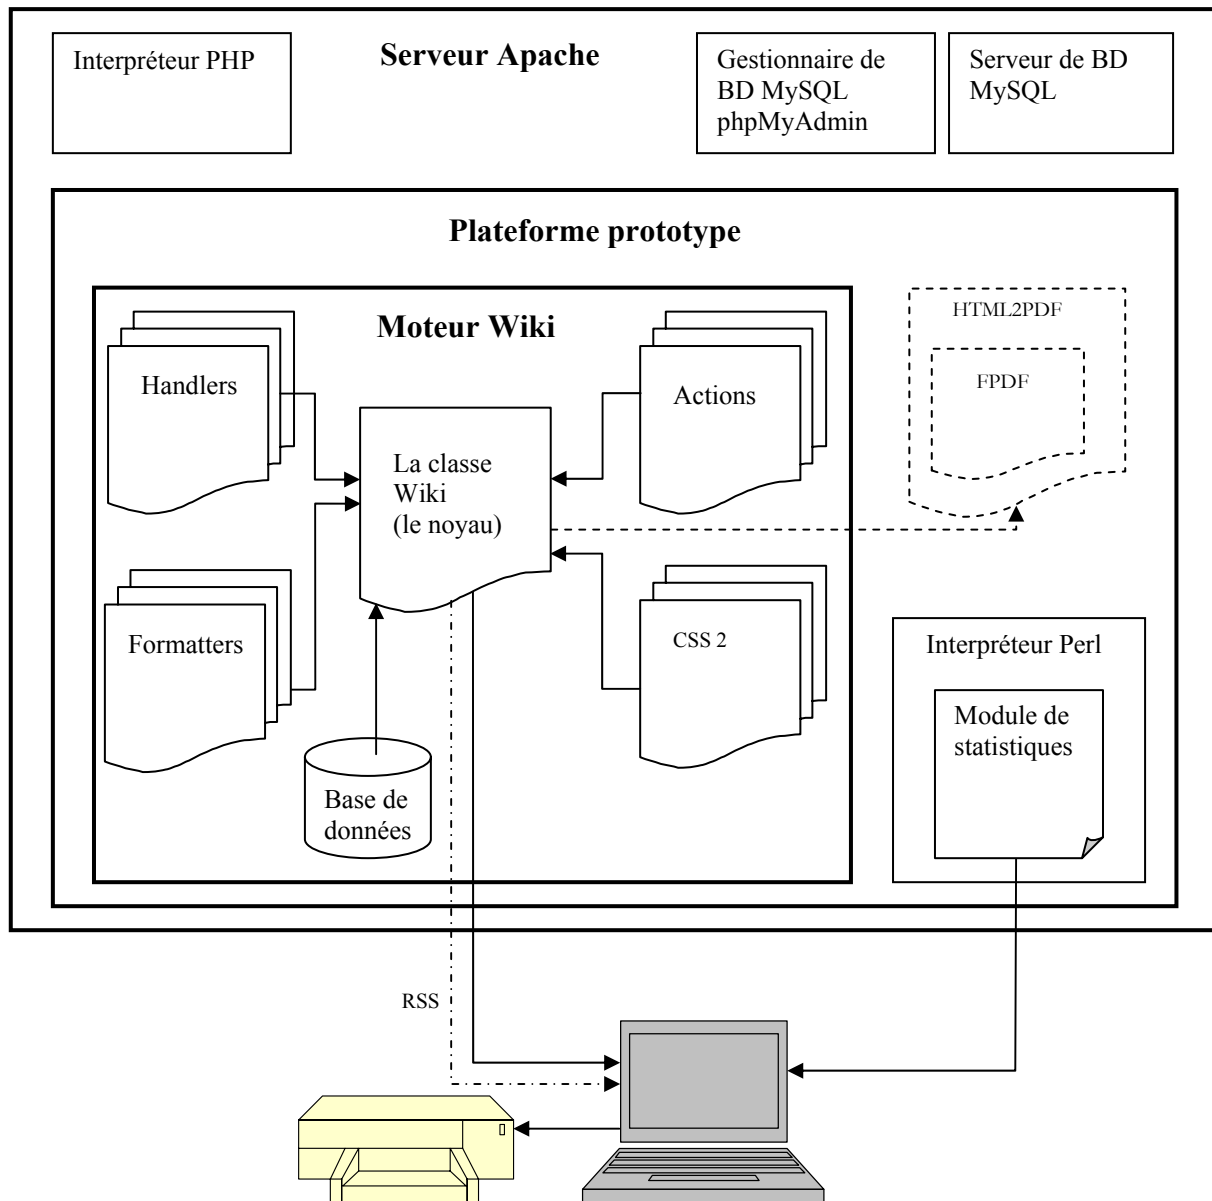 Interpréteur PHP
Serveur Apache
Gestionnaire de
BD MySQL
phpMyAdmin
Serveur de BD
MySQL
Plateforme prototype
Moteur Wiki
Handlers
La classe
Wiki
(le noyau)
Actions
HTML2PDF
FPDF
Formatters
CSS 2
Base de
données
Interpréteur Perl
Module de
statistiques
RSS